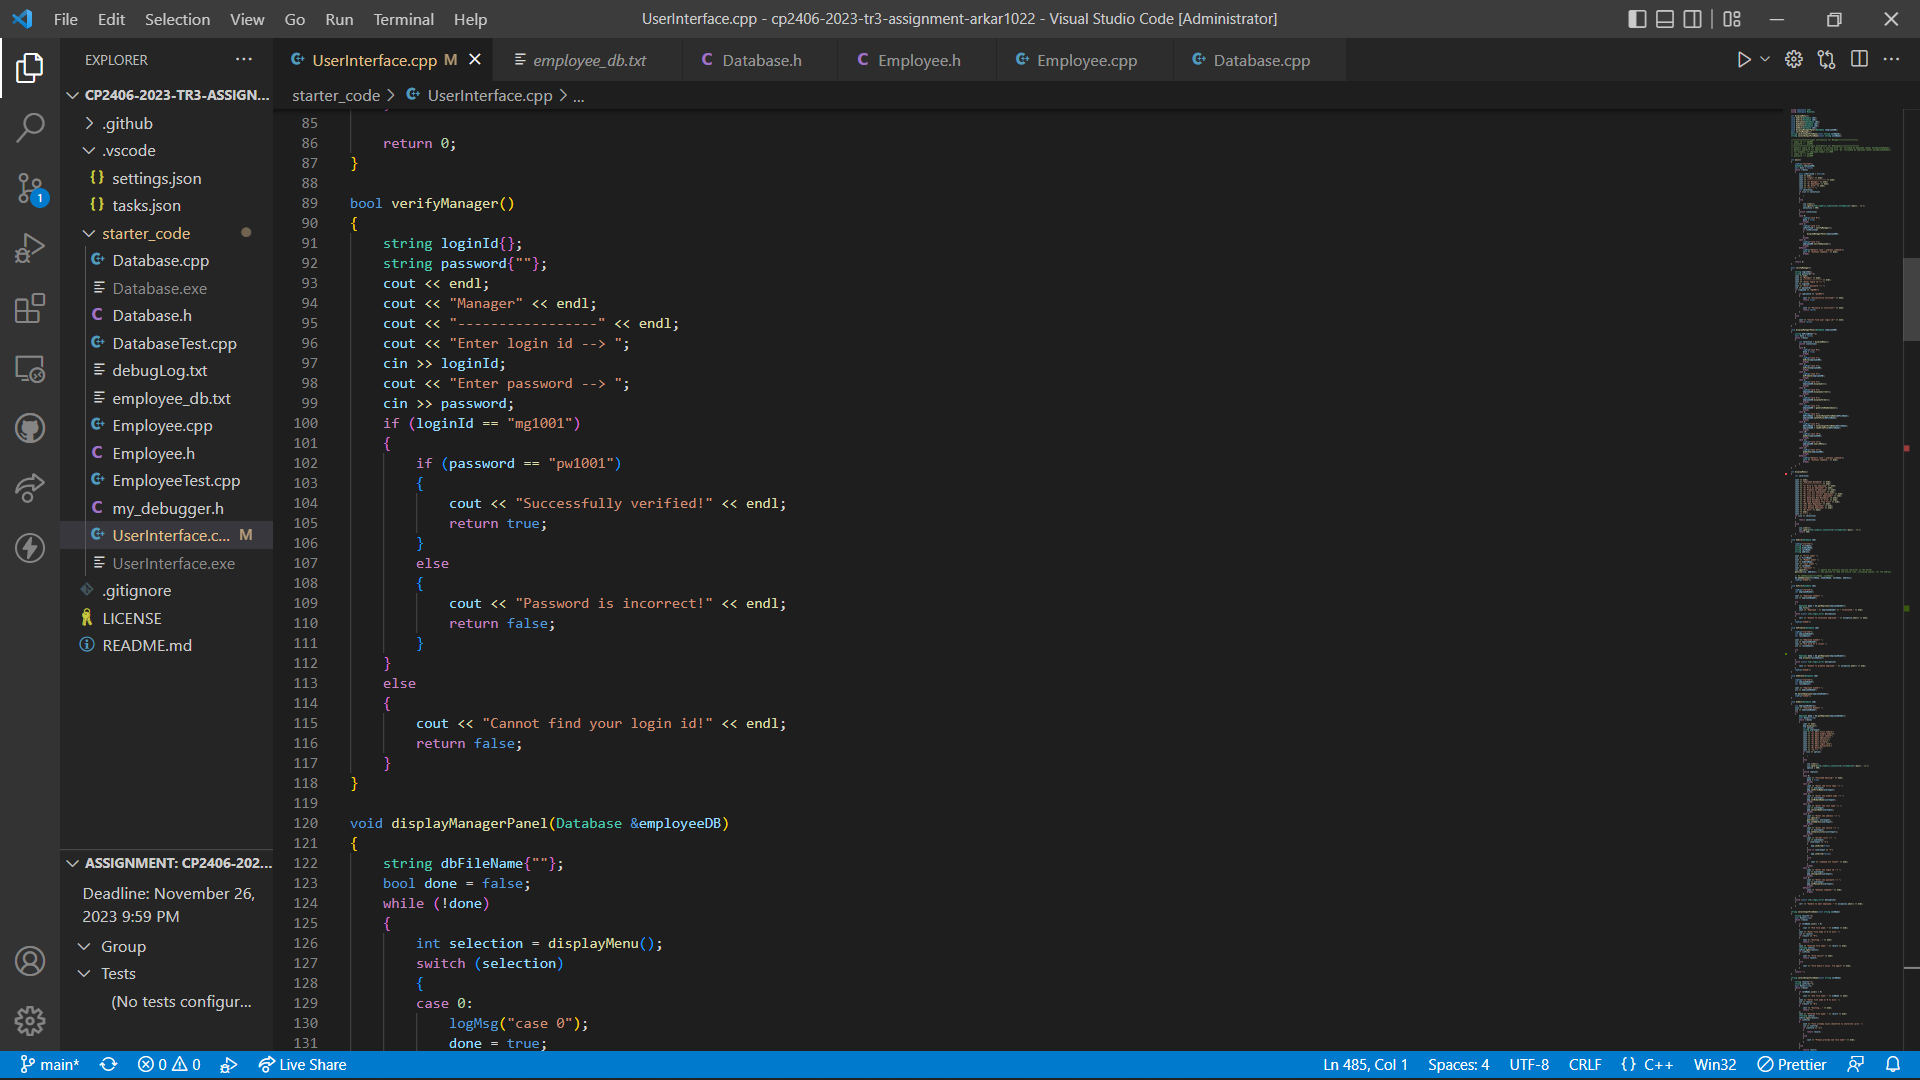 File Edit Selection View Go Run Terminal Help
UserInterface.cpp - cp2406-2023-tr3-assignment-arkar1022 - Visual Studio Code [Administrator]
EXPLORER
UserInterface.cpp M
employee_db.txt
Database.h
Employee.h
Employee.cpp
Database.cpp
starter_code > UserInterface.cpp > ...
CP2406-2023-TR3-ASSIGN...
.github
.vscode
settings.json
tasks.json
starter_code
Database.cpp
Database.exe
Database.h
DatabaseTest.cpp
debugLog.txt
employee_db.txt
Employee.cpp
Employee.h
EmployeeTest.cpp
my_debugger.h
UserInterface.c... M
UserInterface.exe
.gitignore
LICENSE
README.md
ASSIGNMENT: CP2406-202...
Deadline: November 26,
2023 9:59 PM
Group
Tests
(No tests configur...
1
85
86 return 0;
87 }
88
89 bool verifyManager()
90 {
91 string loginId{};
92 string password{""};
93 cout << endl;
94 cout << "Manager" << endl;
95 cout << "-----------------" << endl;
96 cout << "Enter login id --> ";
97 cin >> loginId;
98 cout << "Enter password --> ";
99 cin >> password;
100 if (loginId == "mg1001")
101 {
102 if (password == "pw1001")
103 {
104 cout << "Successfully verified!" << endl;
105 return true;
106 }
107 else
108 {
109 cout << "Password is incorrect!" << endl;
110 return false;
111 }
112 }
113 else
114 {
115 cout << "Cannot find your login id!" << endl;
116 return false;
117 }
118 }
119
120 void displayManagerPanel(Database &employeeDB)
121 {
122 string dbFileName{""};
123 bool done = false;
124 while (!done)
125 {
126 int selection = displayMenu();
127 switch (selection)
128 {
129 case 0:
130 logMsg("case 0");
131 done = true;
main* 0 0 Live Share
Ln 485, Col 1 Spaces: 4 UTF-8 CRLF {} C++ Win32 Prettier